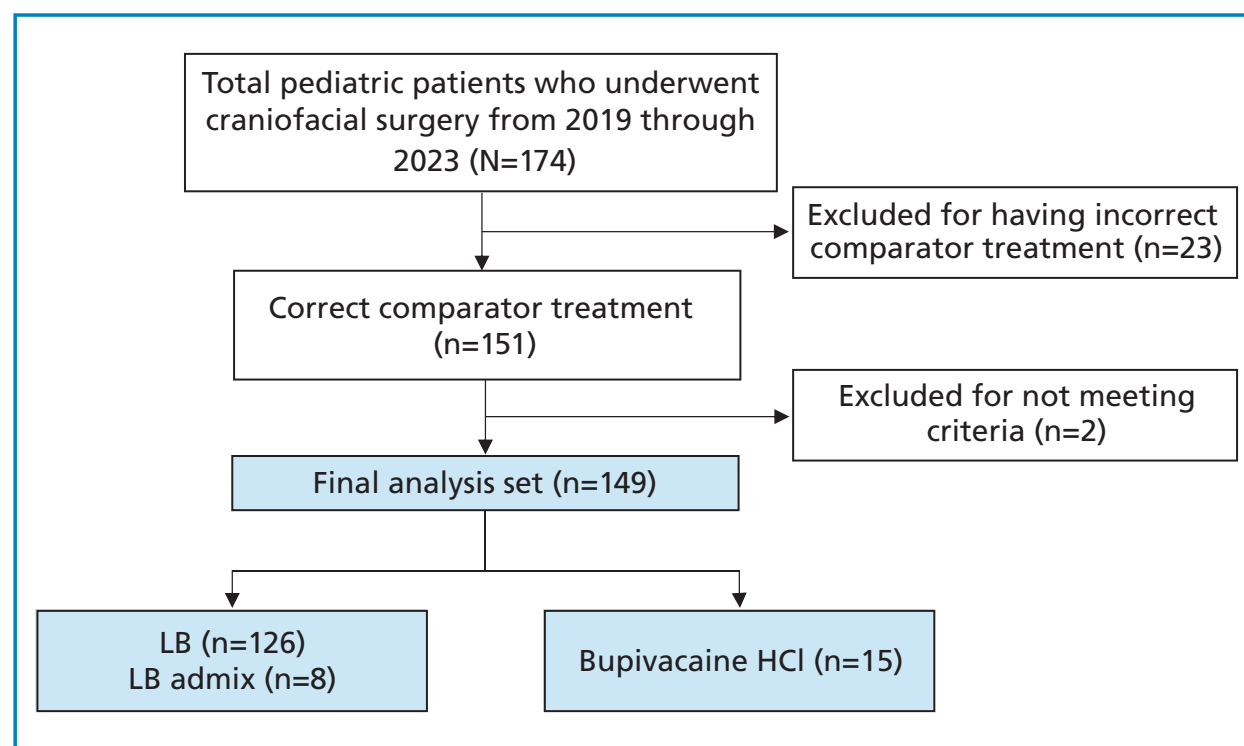 Total pediatric patients who underwent
craniofacial surgery from 2019 through
2023 (N=174)
Excluded for having incorrect
comparator treatment (n=23)
Correct comparator treatment
(n=151)
Excluded for not meeting
criteria (n=2)
Final analysis set (n=149)
LB (n=126)
LB admix (n=8)
Bupivacaine HCl (n=15)